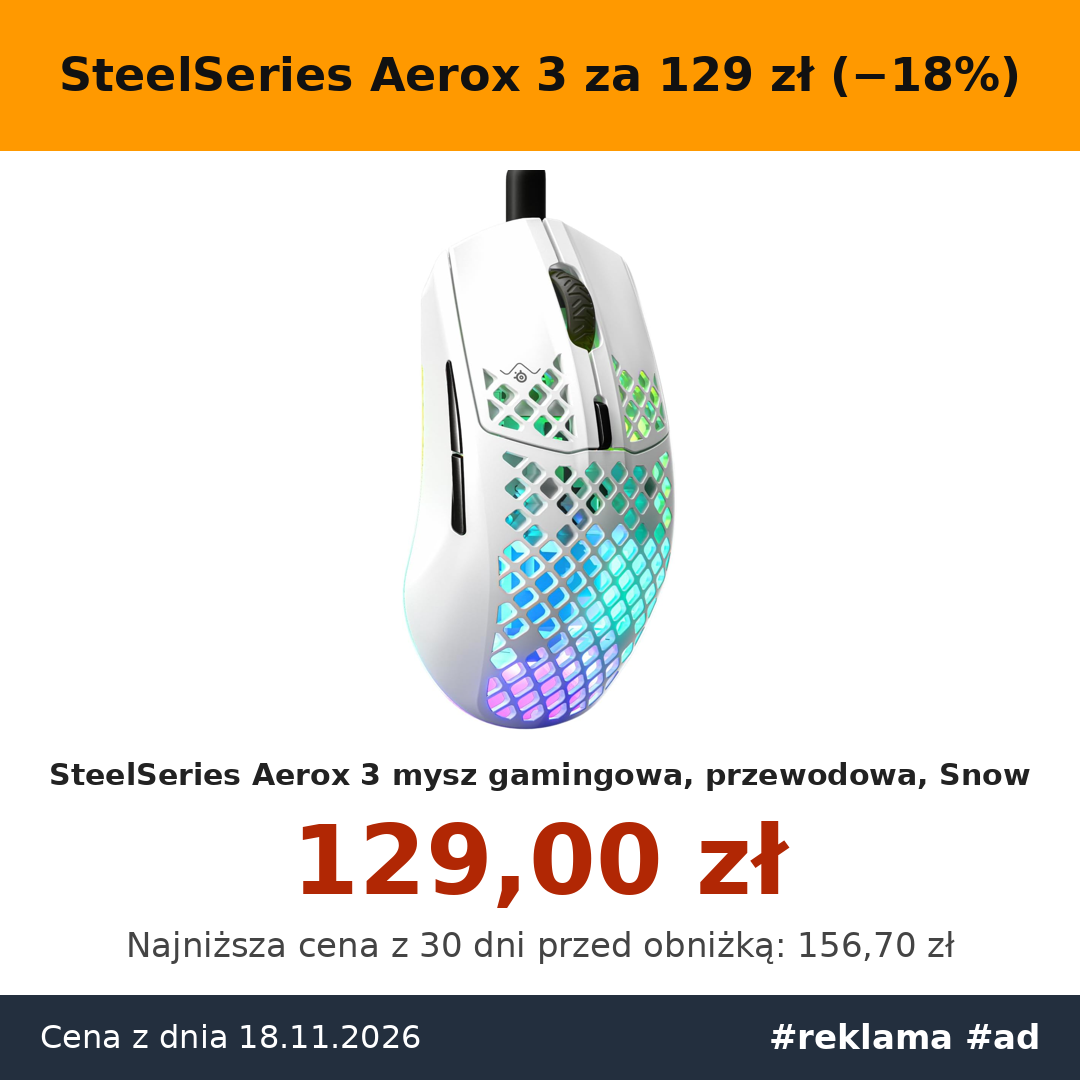 SteelSeries Aerox 3 za 129 zł (−18%)
SteelSeries Aerox 3 mysz gamingowa, przewodowa, Snow
129,00 zł
Najniższa cena z 30 dni przed obniżką: 156,70 zł
Cena z dnia 18.11.2026
#reklama #ad